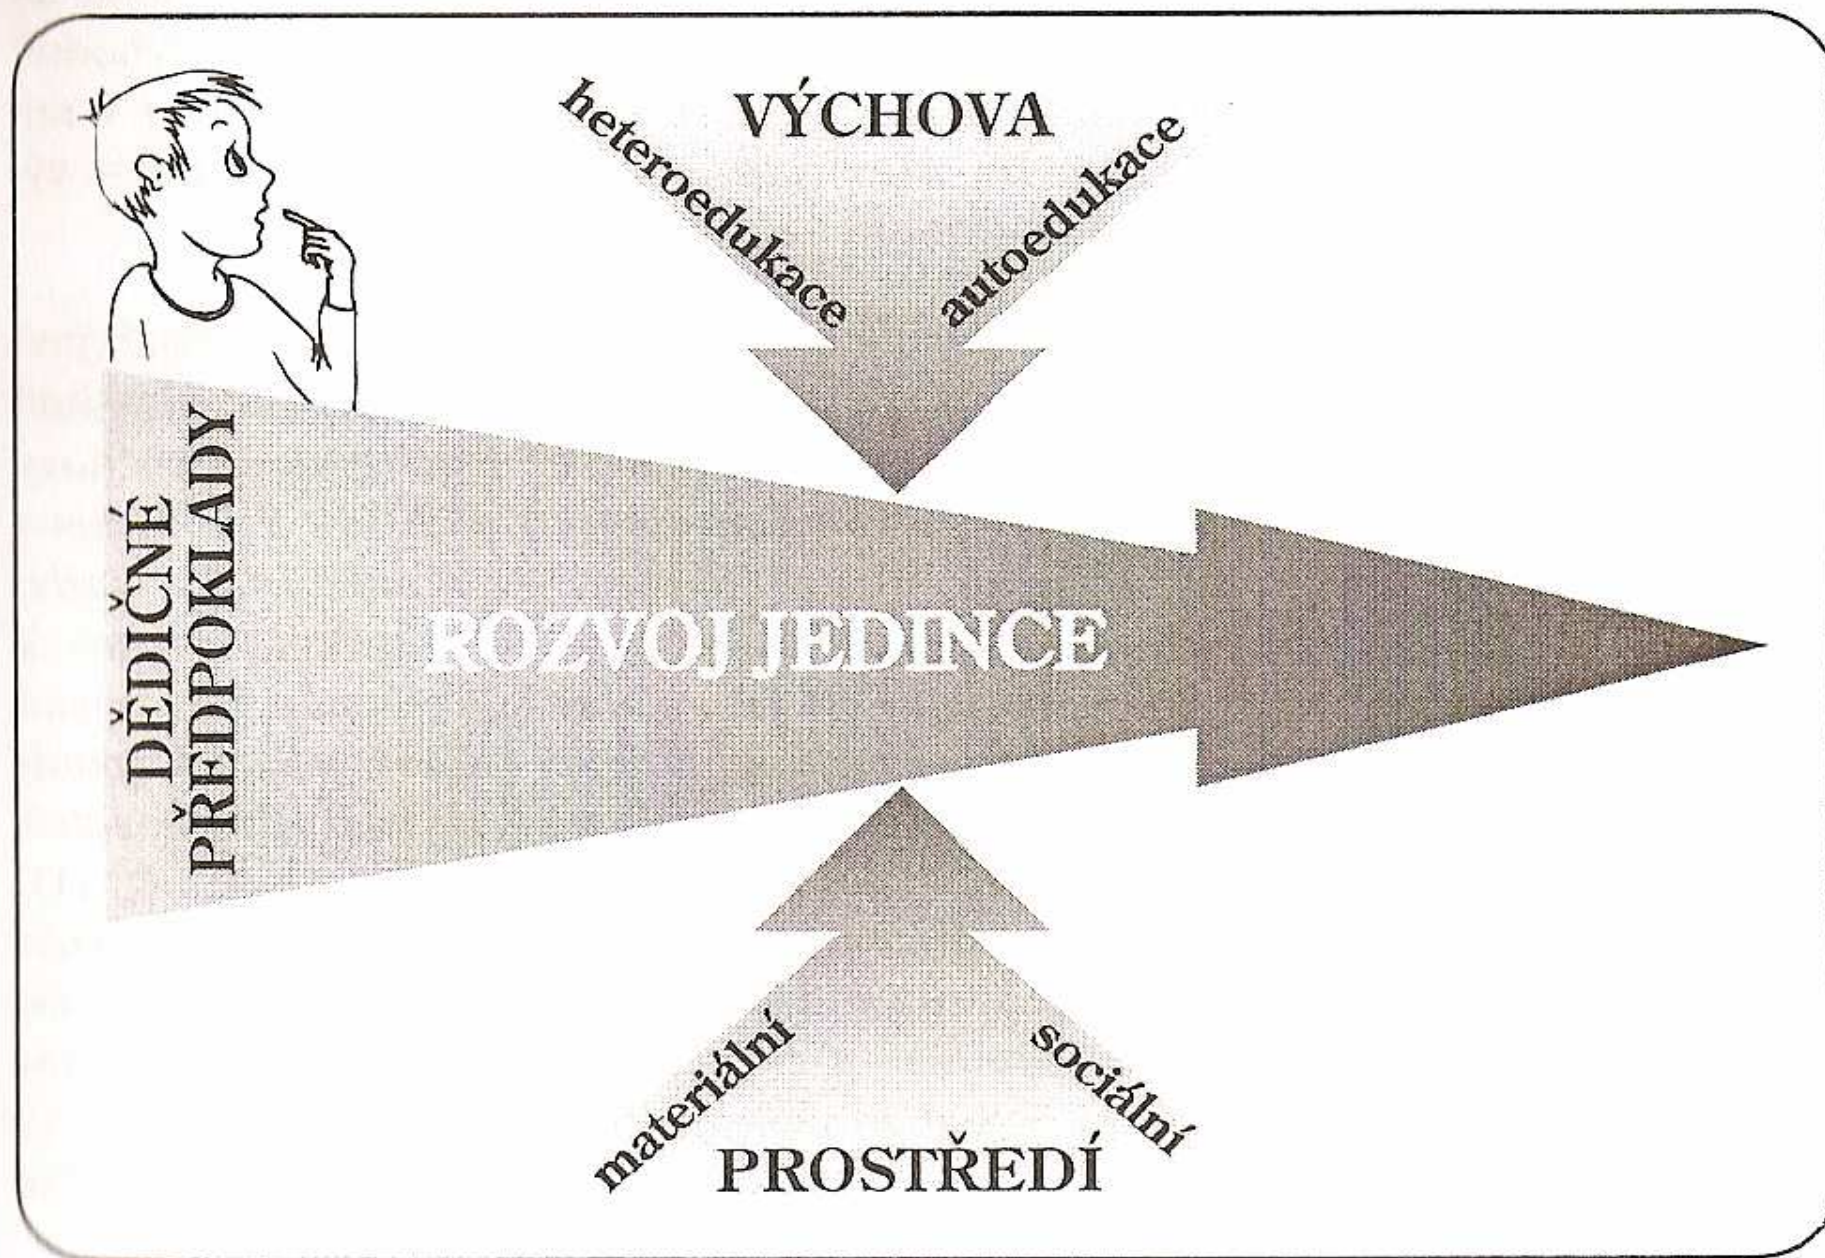 VÝCHOVA
heteroedukace
autoedukace
DĚDIČNÉ
PŘEDPOKLADY
ROZVOJ JEDINCE
materiální
sociální
PROSTŘEDÍ